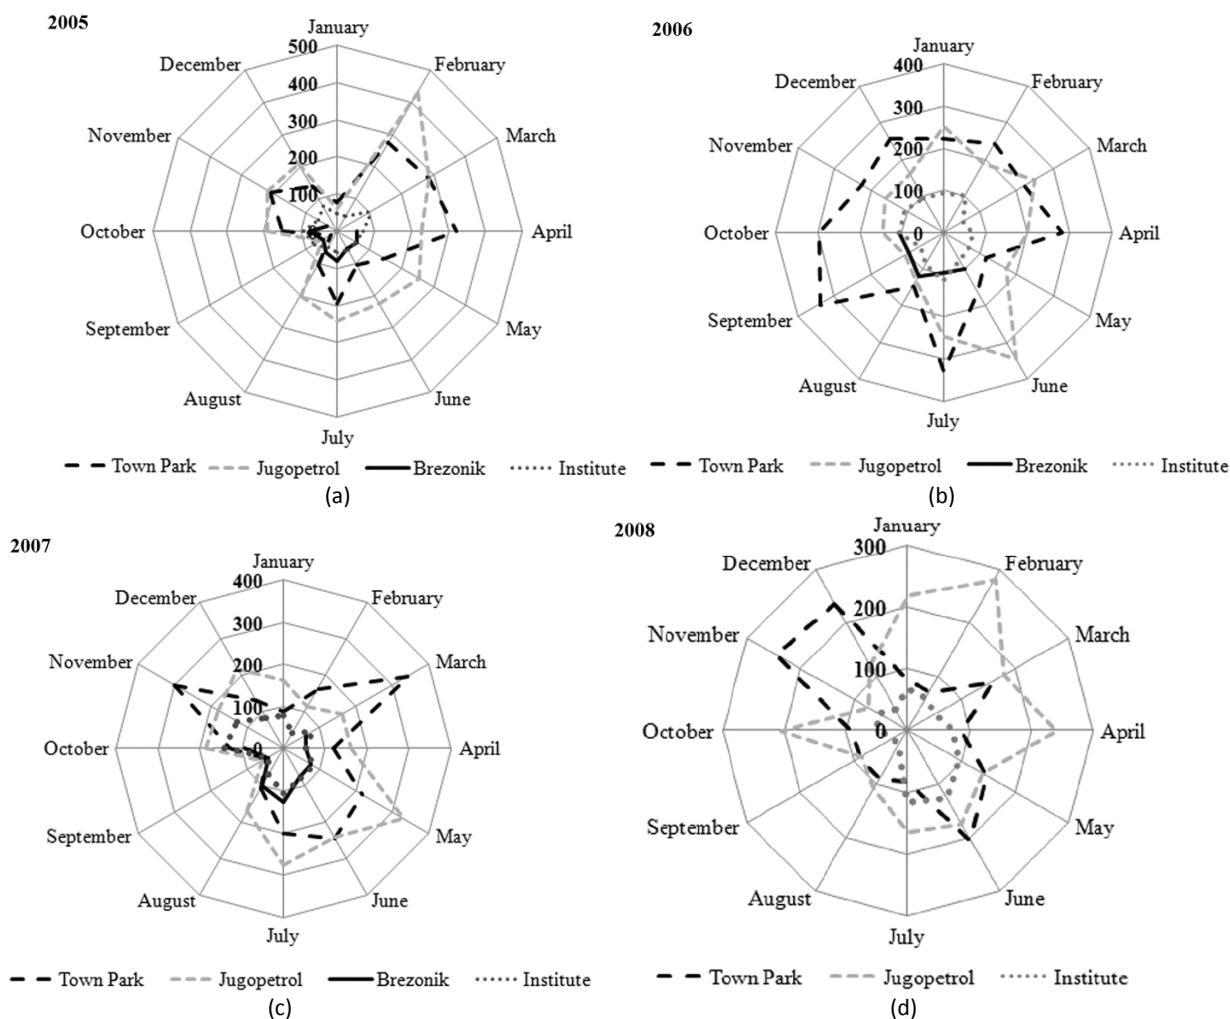 2005
January
February
March
April
May
June
July
August
September
October
November
December
500
400
300
200
100
0
Town Park Jugopetrol Brezonik Institute
(a)
2006
January
February
March
April
May
June
July
August
September
October
November
December
400
300
200
100
0
Town Park Jugopetrol Brezonik Institute
(b)
2007
January
February
March
April
May
June
July
August
September
October
November
December
400
300
200
100
0
Town Park Jugopetrol Brezonik Institute
(c)
2008
January
February
March
April
May
June
July
August
September
October
November
December
300
200
100
0
Town Park Jugopetrol Institute
(d)